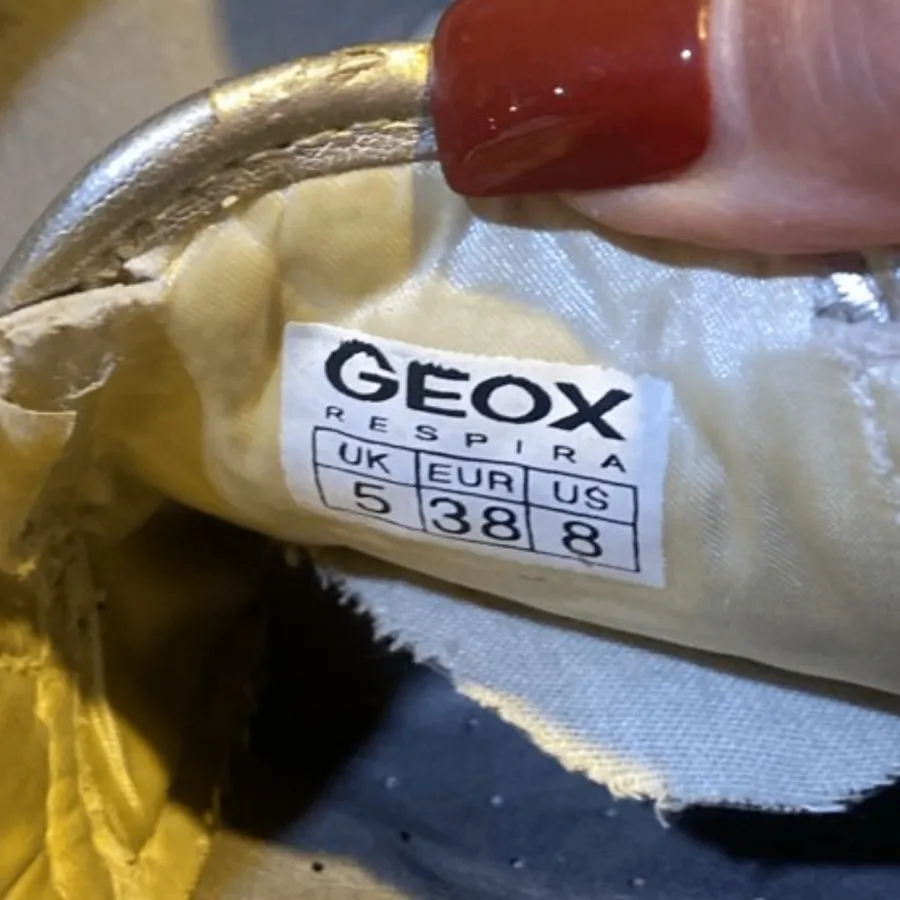 GEOX
RESPIRA
UK EUR US
5 38 8